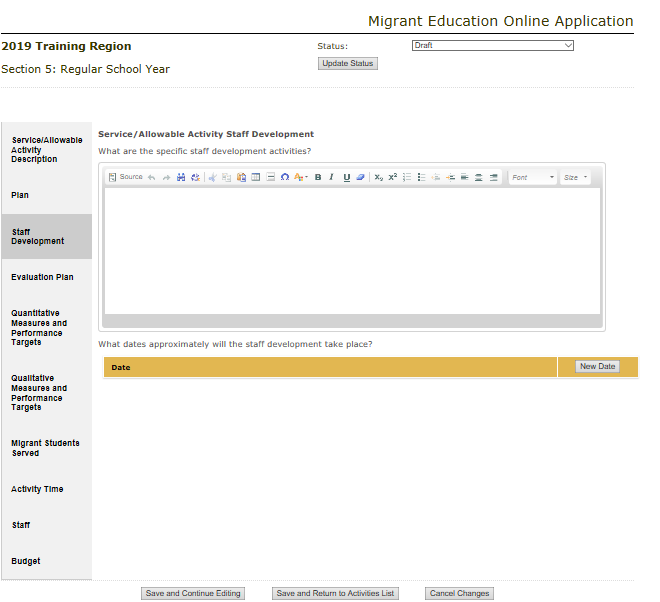 Migrant Education Online Application
2019 Training Region
Status:
Draft
Update Status
Section 5: Regular School Year
Service/Allowable
Activity
Description
Plan
Staff
Development
Evaluation Plan
Quantitative
Measures and
Performance
Targets
Qualitative
Measures and
Performance
Targets
Migrant Students
Served
Activity Time
Staff
Budget
Service/Allowable Activity Staff Development
What are the specific staff development activities?
Source
B I U X₂ X² Font Size
What dates approximately will the staff development take place?
Date
New Date
Save and Continue Editing
Save and Return to Activities List
Cancel Changes